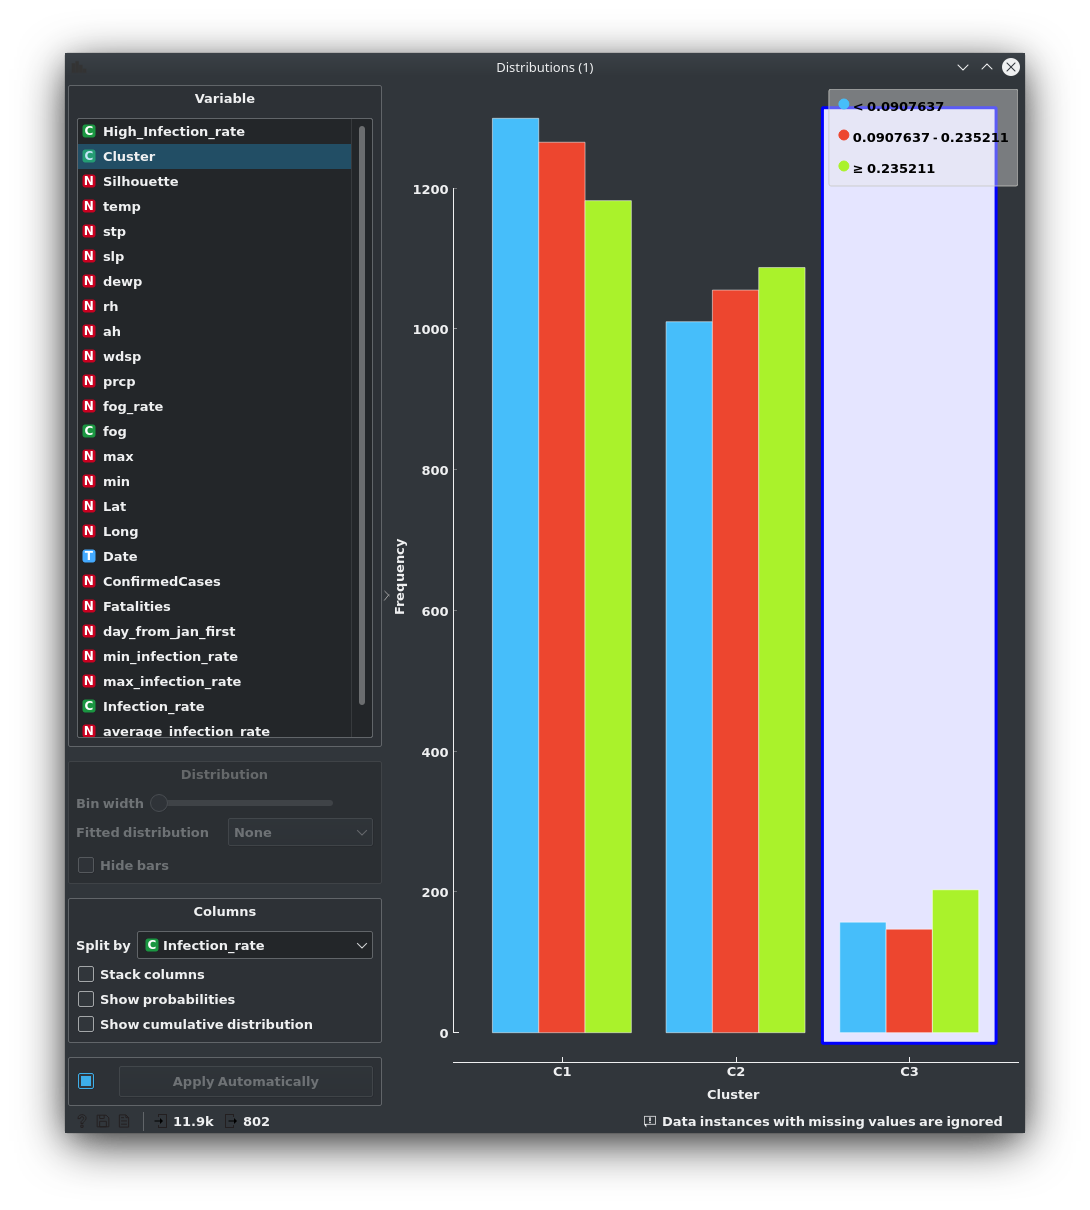 Distributions (1)
Variable
C High_Infection_rate
C Cluster
N Silhouette
N temp
N stp
N slp
N dewp
N rh
N ah
N wdsp
N prcp
N fog_rate
C fog
N max
N min
N Lat
N Long
T Date
N ConfirmedCases
N Fatalities
N day_from_jan_first
N min_infection_rate
N max_infection_rate
C Infection_rate
N average_infection_rate
Distribution
Bin width
Fitted distribution None
Hide bars
Columns
Split by C Infection_rate
Stack columns
Show probabilities
Show cumulative distribution
Apply Automatically
? 11.9k 802
< 0.0907637
0.0907637 - 0.235211
≥ 0.235211
Frequency
1200
1000
800
600
400
200
0
C1 C2 C3
Cluster
Data instances with missing values are ignored